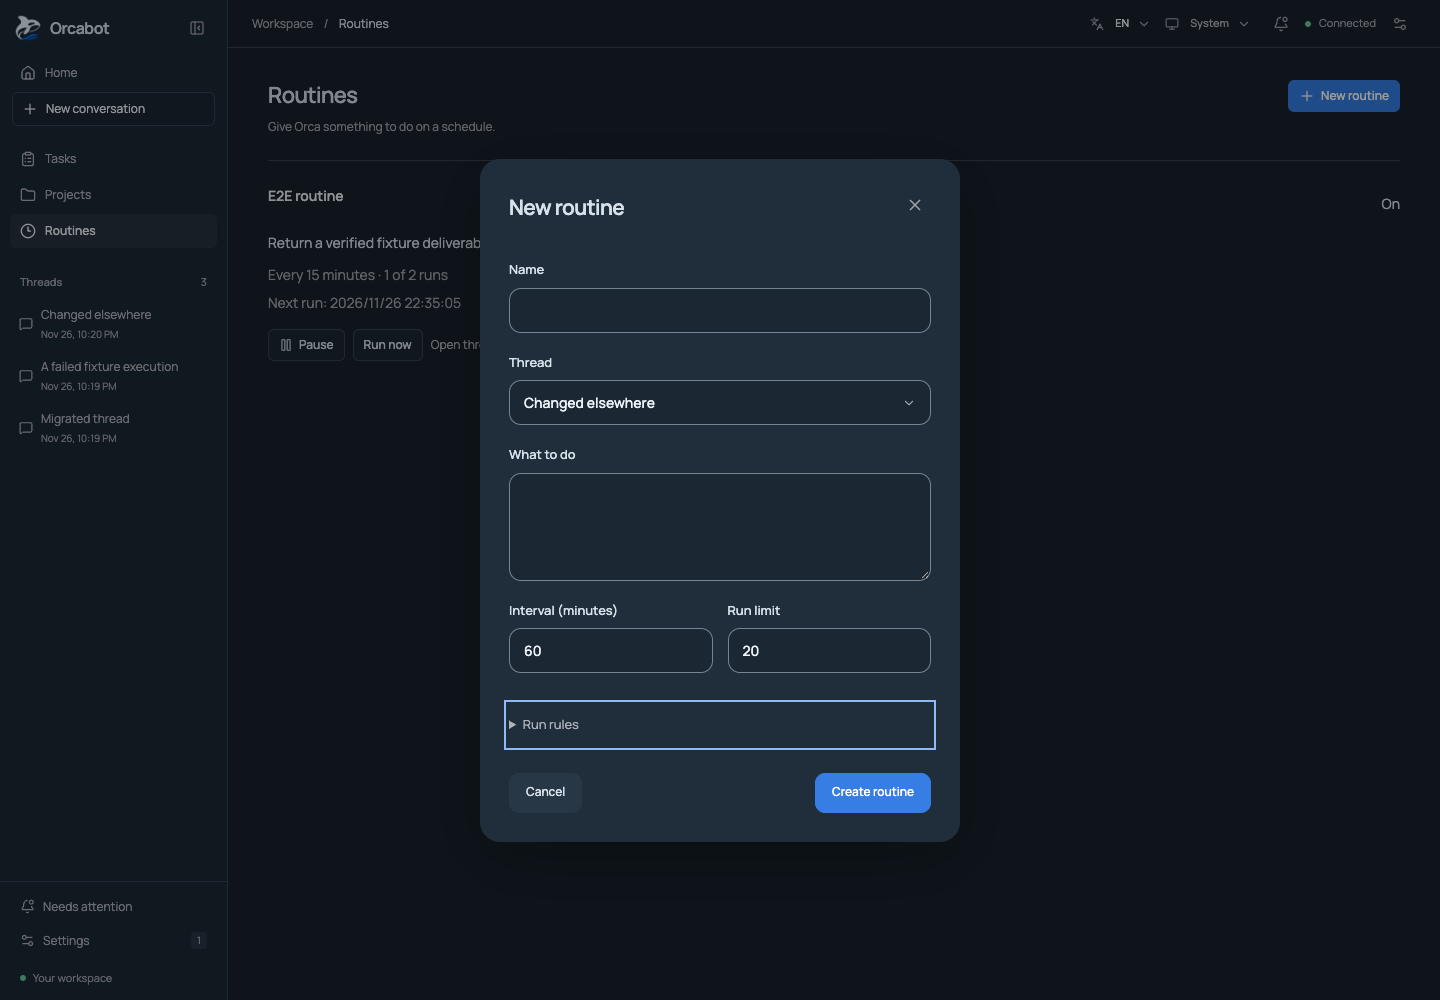 Orcabot
Home
New conversation
Tasks
Projects
Routines
Threads 3
Changed elsewhere
Nov 26, 10:20 PM
A failed fixture execution
Nov 26, 10:19 PM
Migrated thread
Nov 26, 10:19 PM
Needs attention
Settings 1
Your workspace
Workspace / Routines
EN System Connected
Routines
New routine
Give Orca something to do on a schedule.
E2E routine
On
Return a verified fixture deliverab
Every 15 minutes · 1 of 2 runs
Next run: 2026/11/26 22:35:05
Pause Run now Open thr
New routine
Name
Thread
Changed elsewhere
What to do
Interval (minutes) Run limit
60 20
Run rules
Cancel Create routine